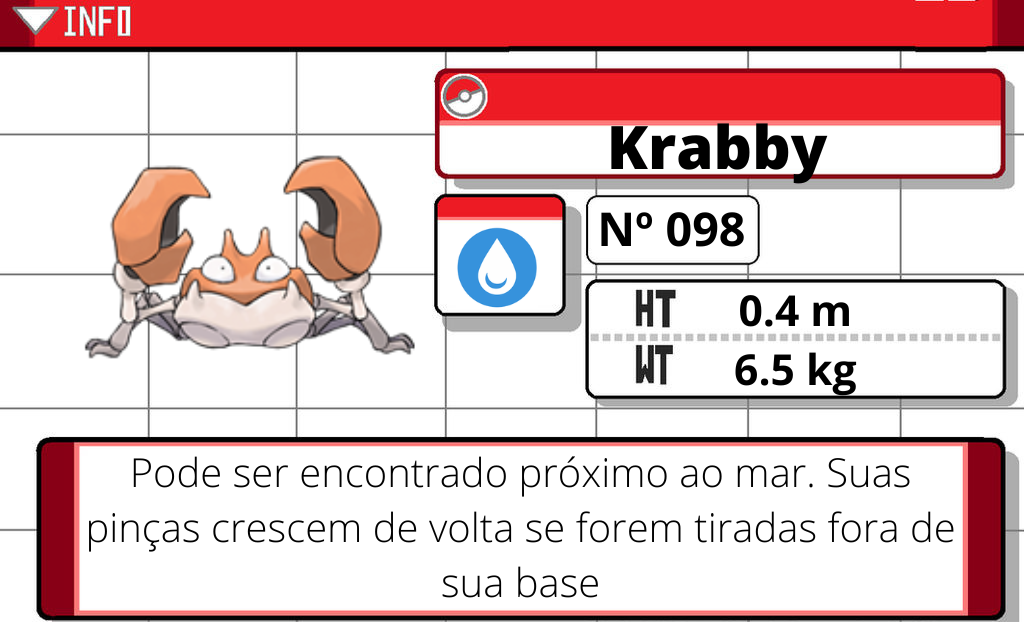 INFO
Krabby
Nº 098
HT 0.4 m
WT 6.5 kg
Pode ser encontrado próximo ao mar. Suas
pinças crescem de volta se forem tiradas fora de
sua base